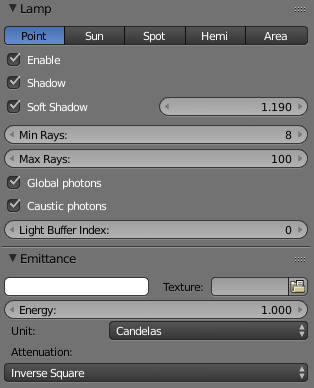 Lamp
Point Sun Spot Hemi Area
Enable
Shadow
Soft Shadow 1.190
Min Rays: 8
Max Rays: 100
Global photons
Caustic photons
Light Buffer Index: 0
Emittance
Texture:
Energy: 1.000
Unit: Candelas
Attenuation:
Inverse Square